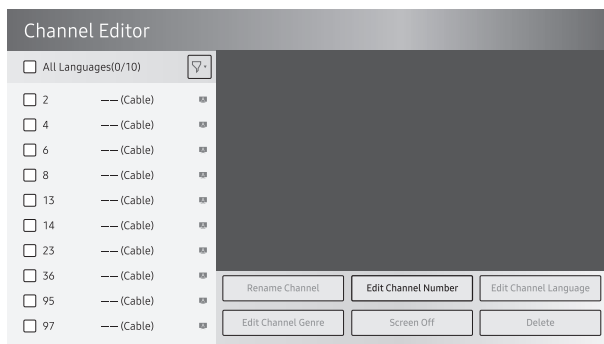 Channel Editor
All Languages(0/10)
2 —— (Cable)
4 —— (Cable)
6 —— (Cable)
8 —— (Cable)
13 —— (Cable)
14 —— (Cable)
23 —— (Cable)
36 —— (Cable)
95 —— (Cable)
97 —— (Cable)
Rename Channel Edit Channel Number Edit Channel Language
Edit Channel Genre Screen Off Delete